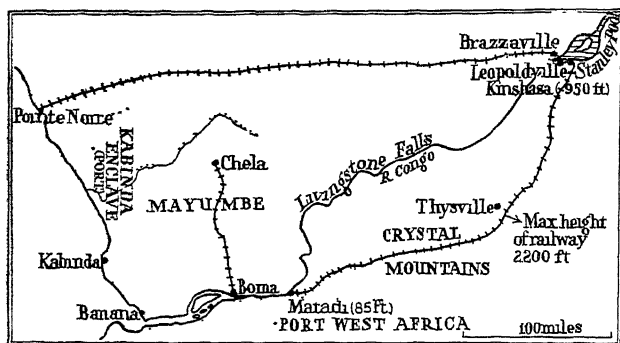 Brazzaville
Leopoldville
Stanley Pool
Kinshasa (950 ft)
Pointe Noire
KABINDA
ENCLAVE
(PORT.)
Chela
MAYUMBE
Livingstone Falls
R. Congo
Thysville
Max. height
of railway
2200 ft
CRYSTAL
MOUNTAINS
Kabinda
Boma
Banana
Matadi (85 ft.)
PORT WEST AFRICA
100 miles